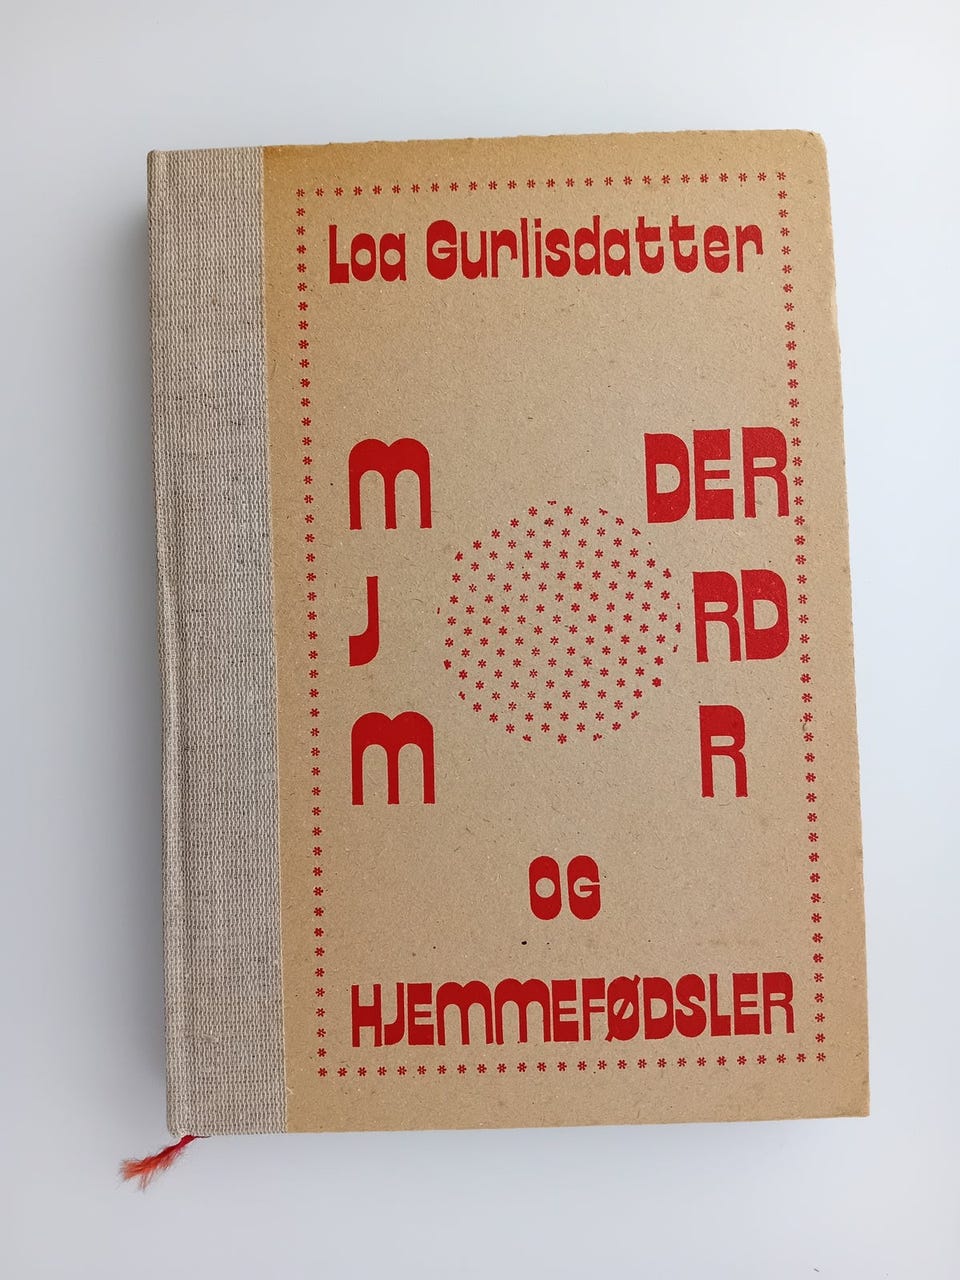 Loa Gurlisdatter
M DER
J RD
M R
OG
HJEMMEFØDSLER